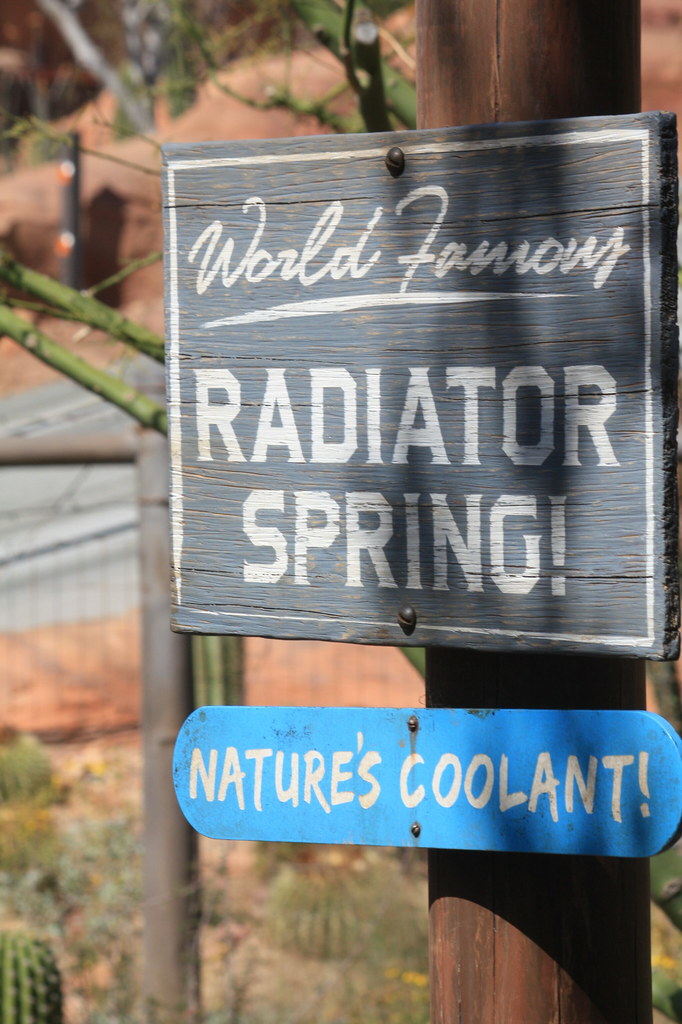 World Famous
RADIATOR
SPRING!
NATURE'S COOLANT!